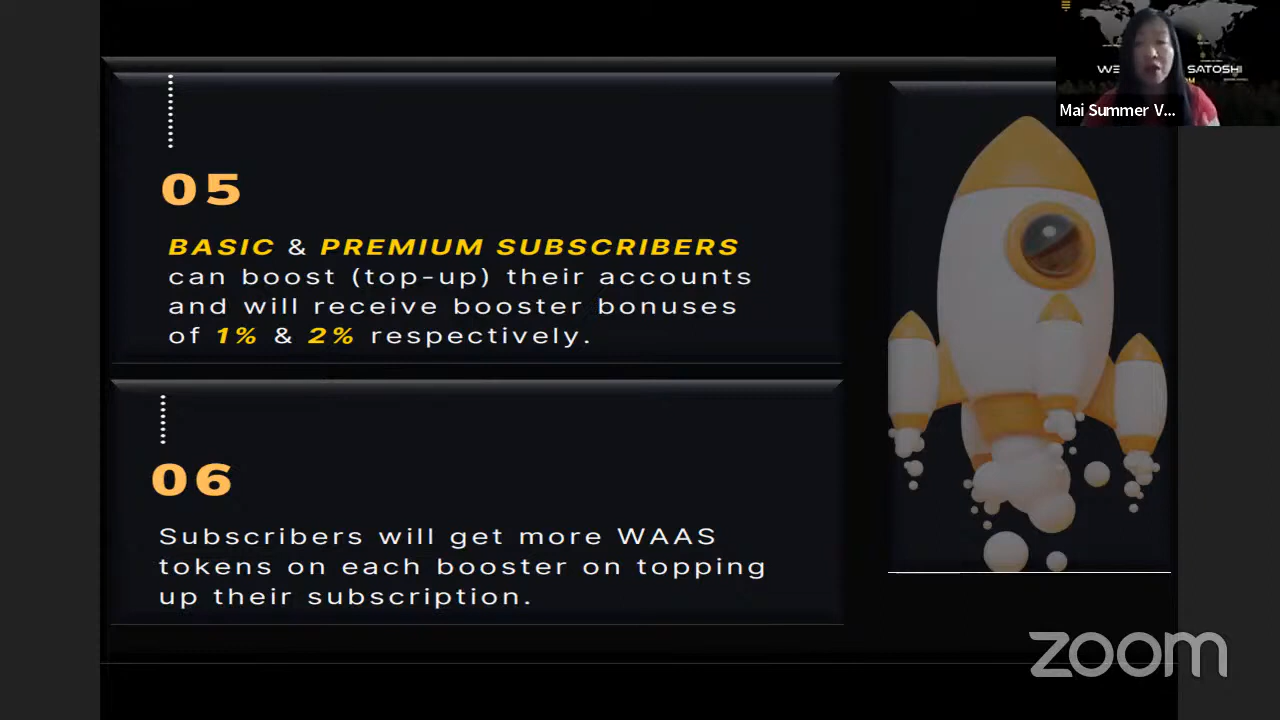 05
BASIC & PREMIUM SUBSCRIBERS
can boost (top-up) their accounts
and will receive booster bonuses
of 1% & 2% respectively.
06
Subscribers will get more WAAS
tokens on each booster on topping
up their subscription.
WE SATOSHI
Mai Summer V...
zoom